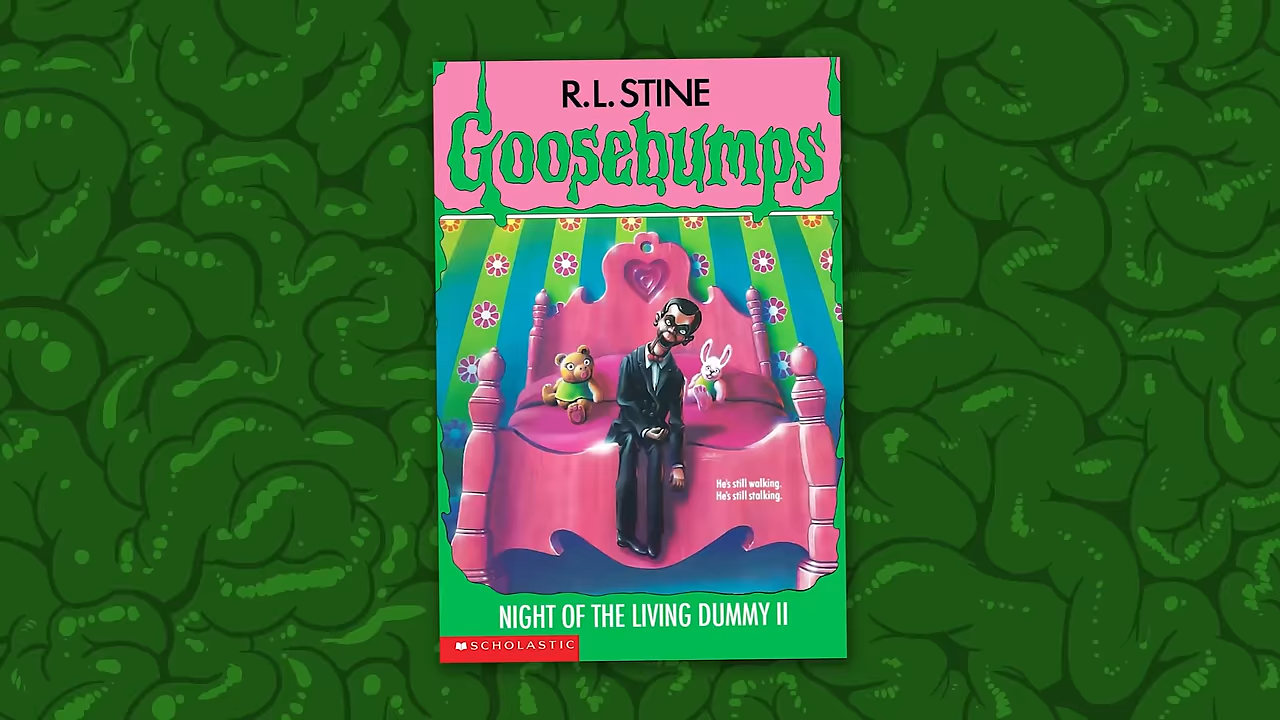 R.L. STINE
Goosebumps
He's still walking.
He's still stalking.
NIGHT OF THE LIVING DUMMY II
SCHOLASTIC